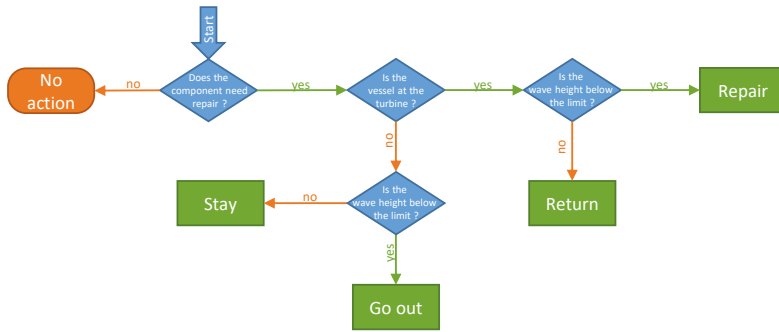 Start
Does the
component need
repair ?
no
No
action
yes
Is the
vessel at the
turbine ?
yes
Is the
wave height below
the limit ?
yes
Repair
no
no
Is the
wave height below
the limit ?
no
Stay
Return
yes
Go out